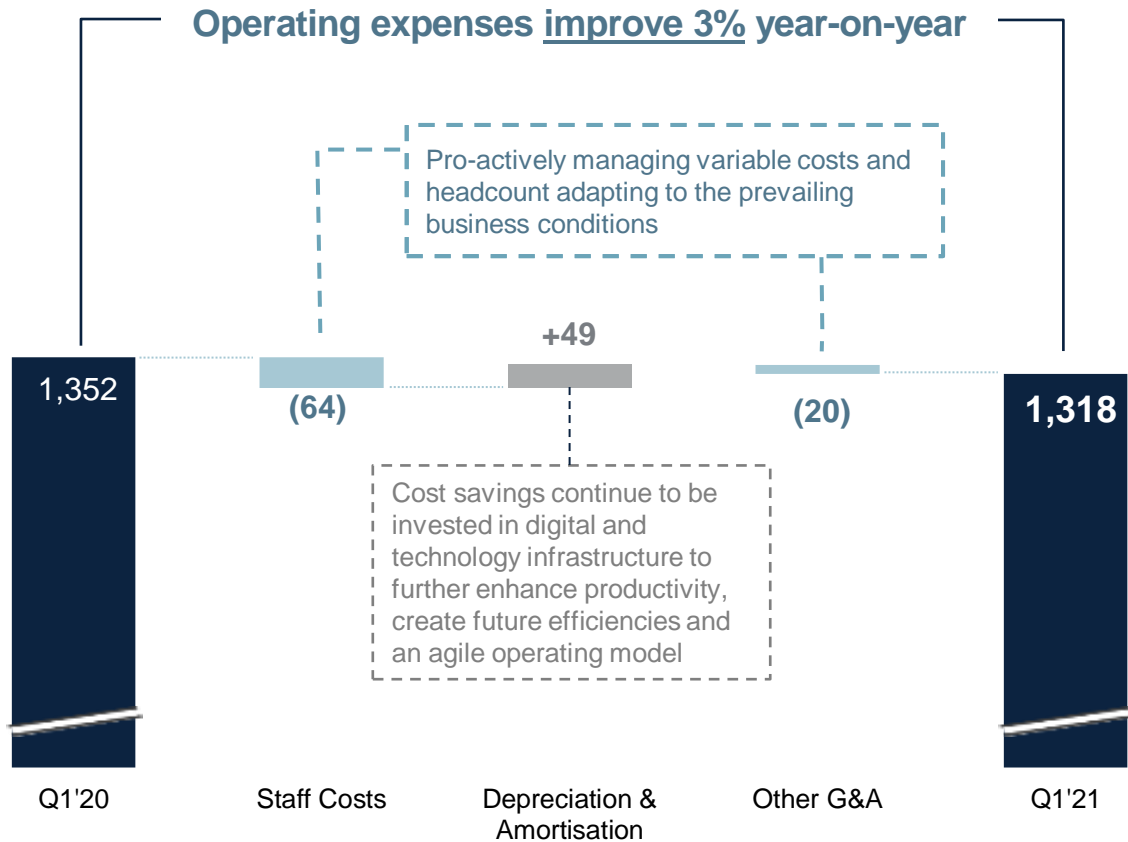 Operating expenses improve 3% year-on-year
Pro-actively managing variable costs and
headcount adapting to the prevailing
business conditions
+49
1,352
(64)
(20)
1,318
Cost savings continue to be
invested in digital and
technology infrastructure to
further enhance productivity,
create future efficiencies and
an agile operating model
Q1'20
Staff Costs
Depreciation &
Amortisation
Other G&A
Q1'21